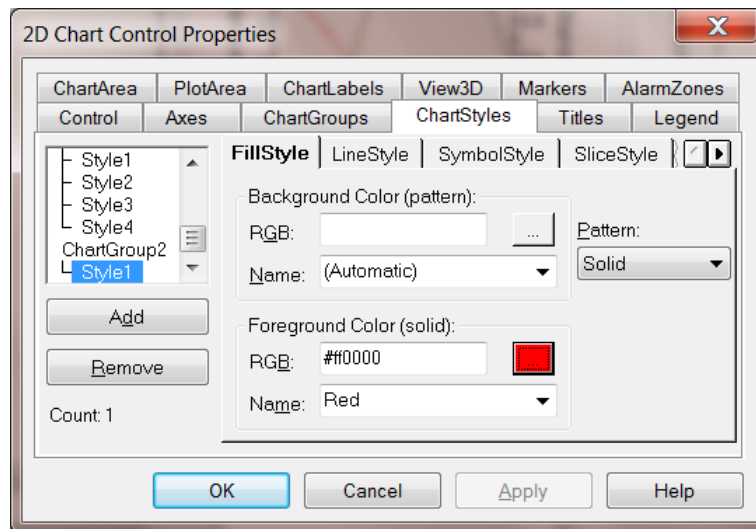 2D Chart Control Properties
X
ChartArea PlotArea ChartLabels View3D Markers AlarmZones
Control Axes ChartGroups ChartStyles Titles Legend
Style1
Style2
Style3
Style4
ChartGroup2
Style1
Add
Remove
Count: 1
FillStyle LineStyle SymbolStyle SliceStyle
Background Color (pattern):
RGB: ...
Name: (Automatic)
Pattern:
Solid
Foreground Color (solid):
RGB: #ff0000 ...
Name: Red
OK Cancel Apply Help